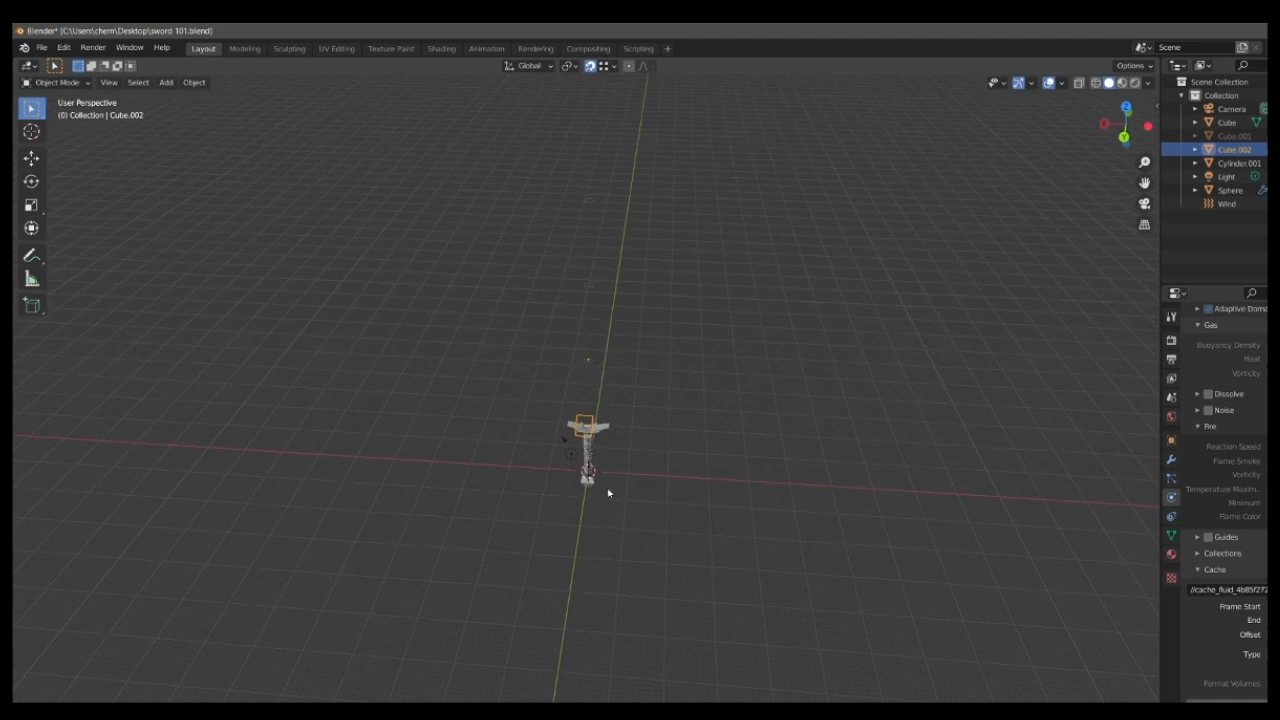 Blender* [C:\Users\chem\Desktop\sword 101.blend]
File Edit Render Window Help Layout Modeling Sculpting UV Editing Texture Paint Shading Animation Rendering Compositing Scripting + Scene
Global Options
Object Mode View Select Add Object
User Perspective
(0) Collection | Cube.002
X
Y
Z
Scene Collection
Collection
Camera
Cube
Cube.001
Cube.002
Cylinder.001
Light
Sphere
Wind
Adaptive Doma
Gas
Buoyancy Density
Heat
Vorticity
Dissolve
Noise
Fire
Reaction Speed
Flame Smoke
Vorticity
Temperature Maxim..
Minimum
Flame Color
Guides
Collections
Cache
//cache_fluid_4b85f272
Frame Start
End
Offset
Type
Format Volumes